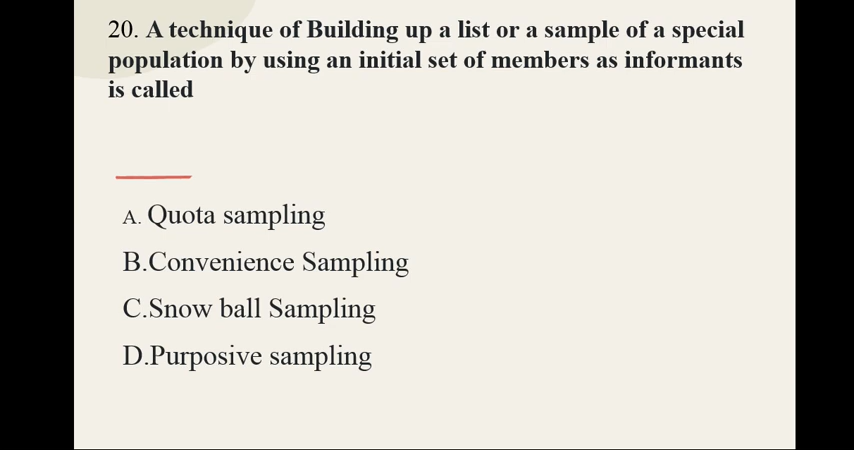 20. A technique of Building up a list or a sample of a special
population by using an initial set of members as informants
is called
A. Quota sampling
B.Convenience Sampling
C.Snow ball Sampling
D.Purposive sampling